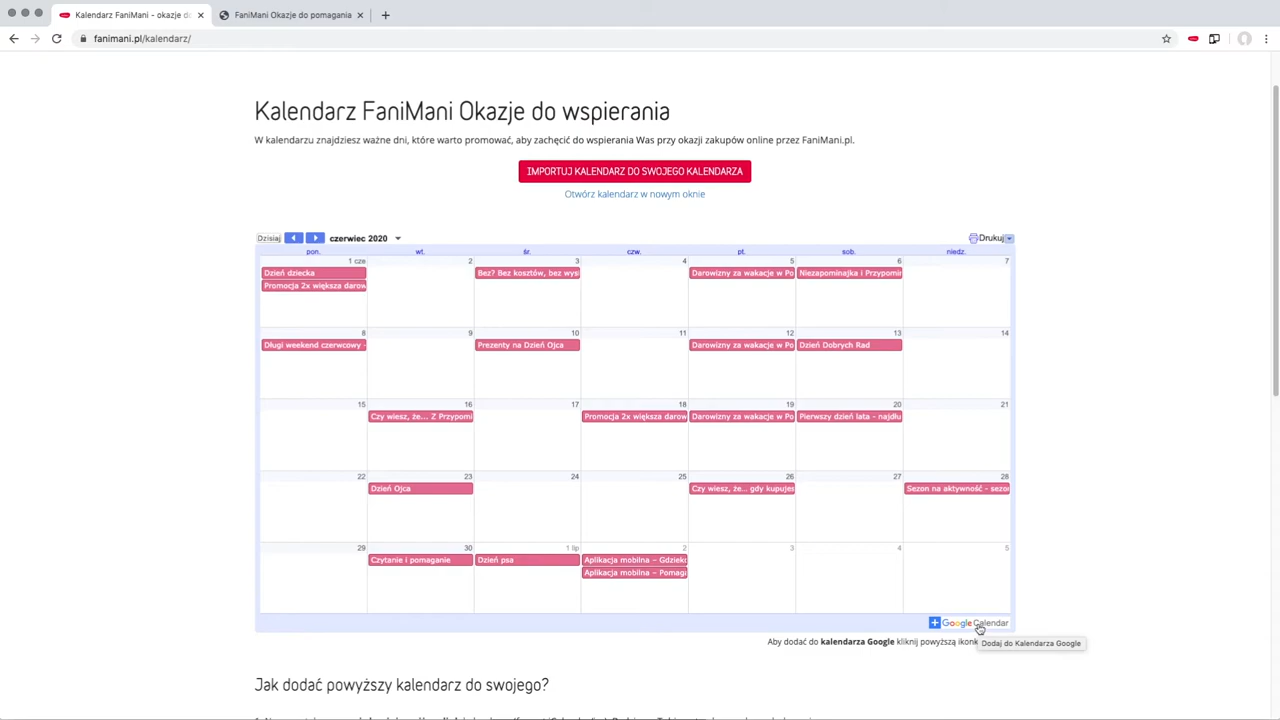 Kalendarz FaniMani - okazje do
FaniMani Okazje do pomagania
fanimani.pl/kalendarz/
Kalendarz FaniMani Okazje do wspierania
W kalendarzu znajdziesz ważne dni, które warto promować, aby zachęcić do wspierania Was przy okazji zakupów online przez FaniMani.pl.
IMPORTUJ KALENDARZ DO SWOJEGO KALENDARZA
Otwórz kalendarz w nowym oknie
Dzisiaj czerwiec 2020 Drukuj
pon. wt. śr. czw. pt. sob. niedz.
1 cze 2 3 4 5 6 7
Dzień dziecka Bez? Bez kosztów, bez wys Darowizny za wakacje w Po Niezapominajka i Przypomin
Promocja 2x większa darow
8 9 10 11 12 13 14
Długi weekend czerwcowy - Prezenty na Dzień Ojca Darowizny za wakacje w Po Dzień Dobrych Rad
15 16 17 18 19 20 21
Czy wiesz, że... Z Przypomi Promocja 2x większa darow Darowizny za wakacje w Po Pierwszy dzień lata - najdłu
22 23 24 25 26 27 28
Dzień Ojca Czy wiesz, że... gdy kupujes Sezon na aktywność - sezo
29 30 1 lip 2 3 4 5
Czytanie i pomaganie Dzień psa Aplikacja mobilna – Gdzieko
Aplikacja mobilna – Pomaga
Google Calendar
Aby dodać do kalendarza Google kliknij powyższą ikonk
Dodaj do Kalendarza Google
Jak dodać powyższy kalendarz do swojego?